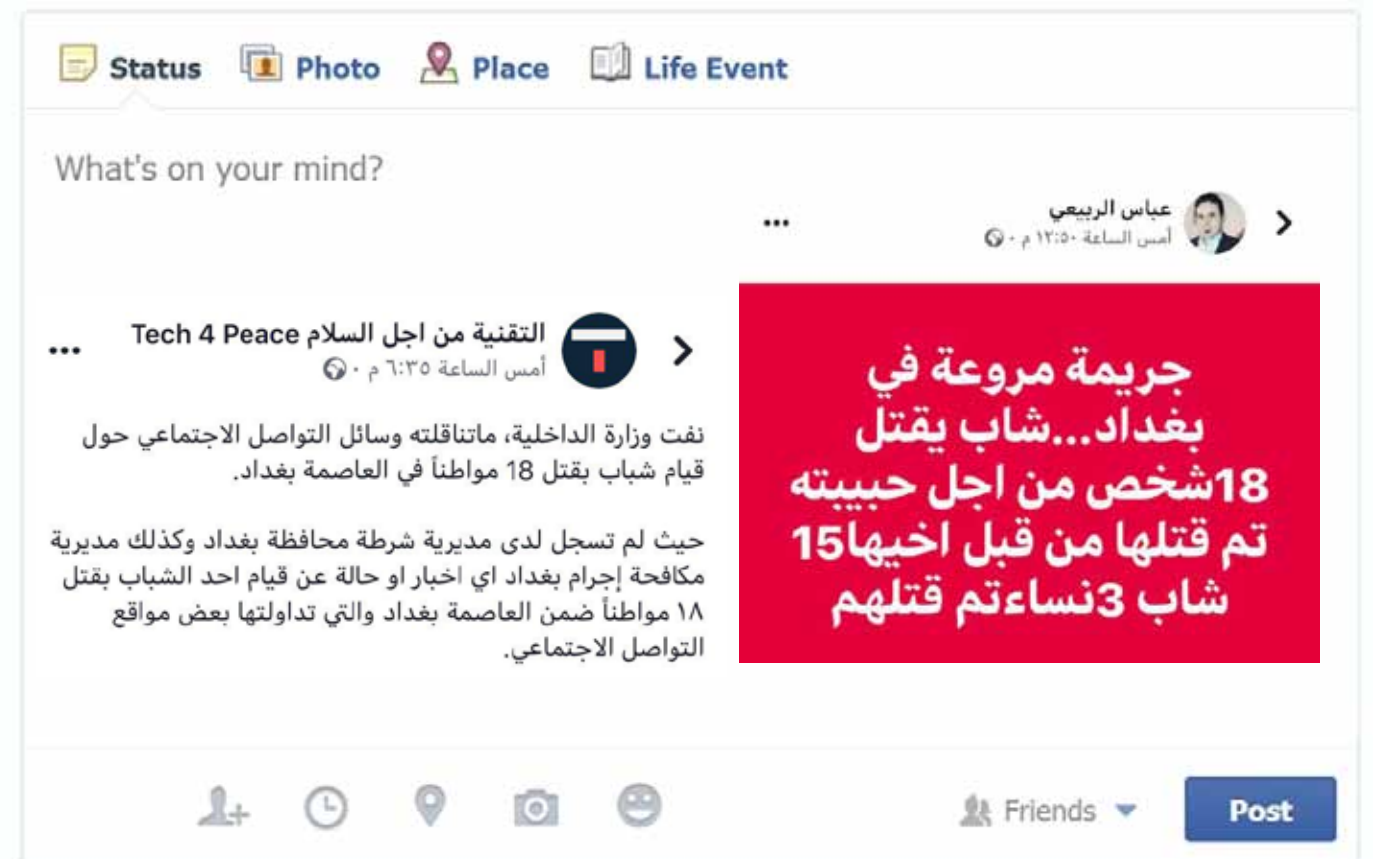 Status Photo Place Life Event
What's on your mind?
عباس الربيعي
أمس الساعة ١٢:٥٠ م ·
جريمة مروعة في
بغداد...شاب يقتل
18شخص من اجل حبيبته
تم قتلها من قبل اخيها15
شاب 3نساءتم قتلهم
التقنية من اجل السلام Tech 4 Peace
أمس الساعة ٦:٣٥ م ·
نفت وزارة الداخلية، ماتناقلته وسائل التواصل الاجتماعي حول
قيام شباب بقتل 18 مواطناً في العاصمة بغداد.
حيث لم تسجل لدى مديرية شرطة محافظة بغداد وكذلك مديرية
مكافحة إجرام بغداد اي اخبار او حالة عن قيام احد الشباب بقتل
١٨ مواطناً ضمن العاصمة بغداد والتي تداولتها بعض مواقع
التواصل الاجتماعي.
Friends Post